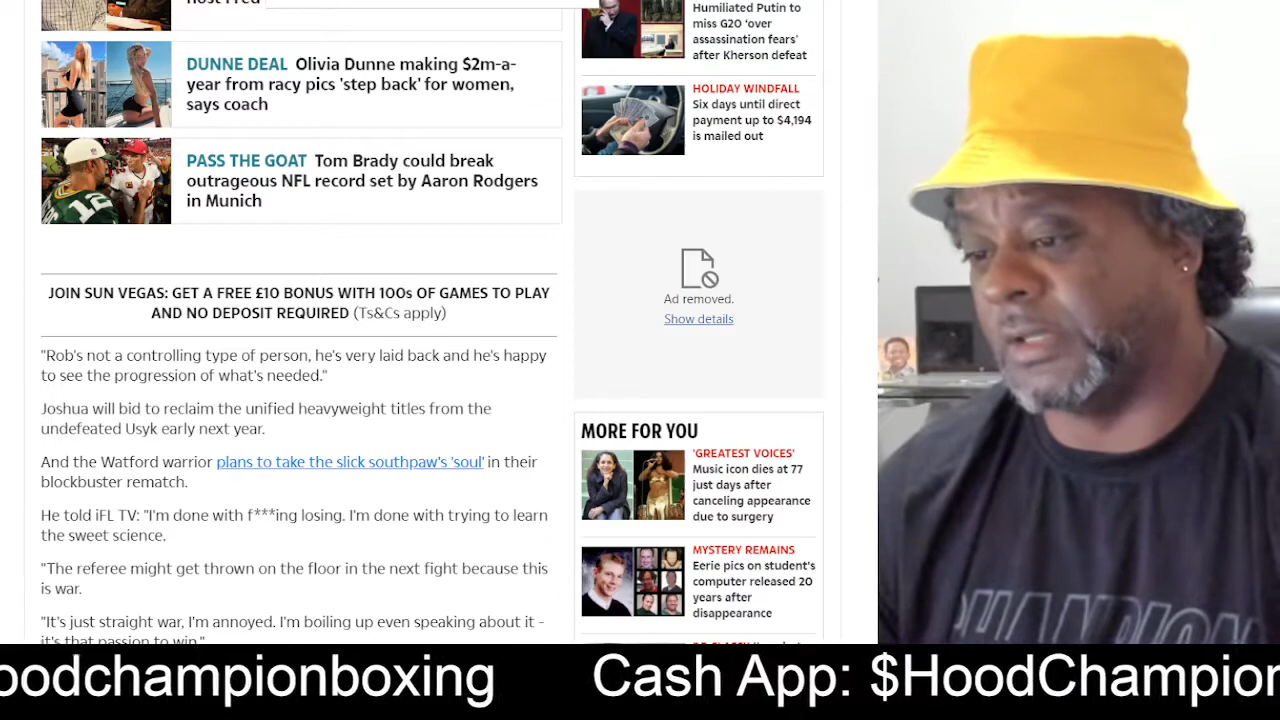 DUNNE DEAL Olivia Dunne making $2m-a-
year from racy pics 'step back' for women,
says coach
PASS THE GOAT Tom Brady could break
outrageous NFL record set by Aaron Rodgers
in Munich
JOIN SUN VEGAS: GET A FREE £10 BONUS WITH 100s OF GAMES TO PLAY
AND NO DEPOSIT REQUIRED (Ts&Cs apply)
"Rob's not a controlling type of person, he's very laid back and he's happy
to see the progression of what's needed."
Joshua will bid to reclaim the unified heavyweight titles from the
undefeated Usyk early next year.
And the Watford warrior plans to take the slick southpaw's 'soul' in their
blockbuster rematch.
He told iFL TV: "I'm done with f***ing losing. I'm done with trying to learn
the sweet science.
"The referee might get thrown on the floor in the next fight because this
is war.
"It's just straight war, I'm annoyed. I'm boiling up even speaking about it -
it's that passion to win."
Humiliated Putin to
miss G20 'over
assassination fears'
after Kherson defeat
HOLIDAY WINDFALL
Six days until direct
payment up to $4,194
is mailed out
Ad removed.
Show details
MORE FOR YOU
'GREATEST VOICES'
Music icon dies at 77
just days after
canceling appearance
due to surgery
MYSTERY REMAINS
Eerie pics on student's
computer released 20
years after
disappearance
12
CHAMPION
oodchampionboxing Cash App: $HoodChampion